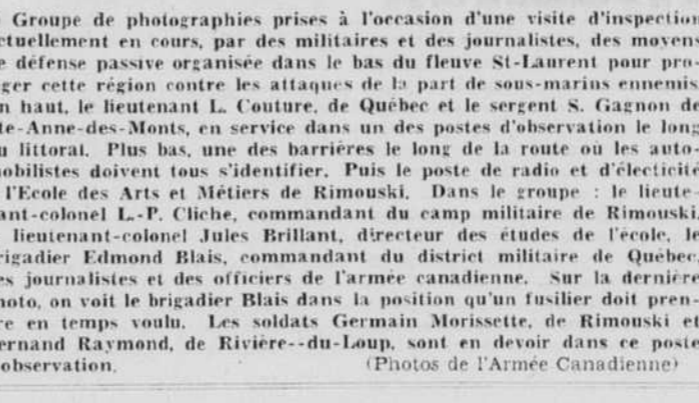 Groupe de photographies prises à l'occasion d'une visite d'inspection
ctuellement en cours, par des militaires et des journalistes, des moyens
e défense passive organisée dans le bas du fleuve St-Laurent pour pro-
ger cette région contre les attaques de la part de sous-marins ennemis
n haut, le lieutenant L. Couture, de Québec et le sergent S. Gagnon de
te-Anne-des-Monts, en service dans un des postes d'observation le long
u littoral. Plus bas, une des barrières le long de la route où les auto-
nobilistes doivent tous s'identifier. Puis le poste de radio et d'électicité
l'Ecole des Arts et Métiers de Rimouski. Dans le groupe : le lieute-
ant-colonel L.-P. Cliche, commandant du camp militaire de Rimouski
lieutenant-colonel Jules Brillant, directeur des études de l'école, le
rigadier Edmond Blais, commandant du district militaire de Québec,
es journalistes et des officiers de l'armée canadienne. Sur la dernière
hoto, on voit le brigadier Blais dans la position qu'un fusilier doit pren-
re en temps voulu. Les soldats Germain Morissette, de Rimouski et
ernand Raymond, de Rivière--du-Loup, sont en devoir dans ce poste
'observation. (Photos de l'Armée Canadienne)